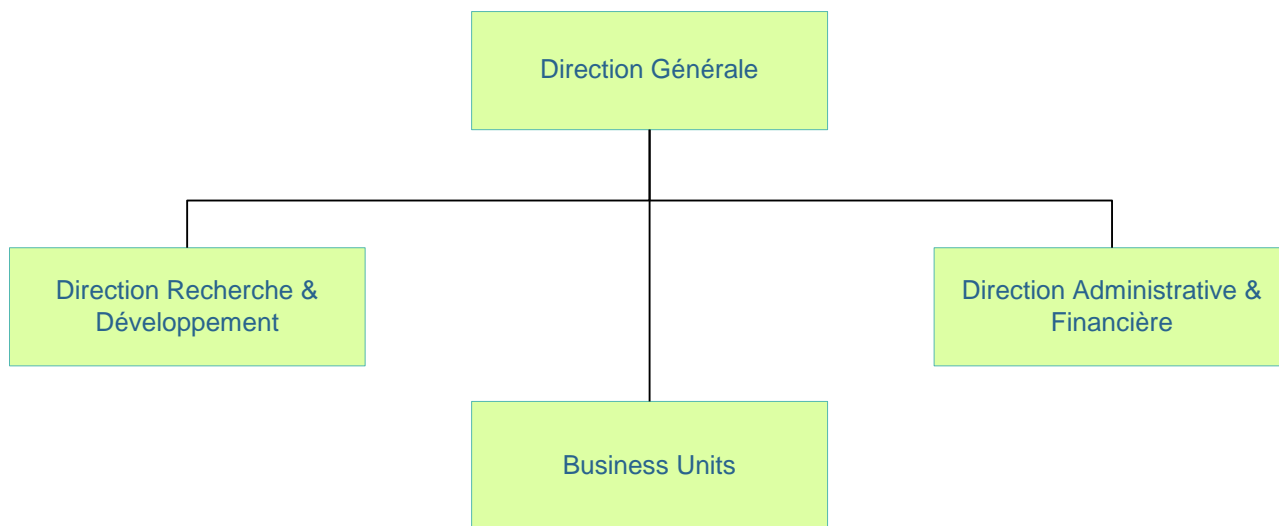 Direction Générale
Direction Recherche &
Développement
Direction Administrative &
Financière
Business Units